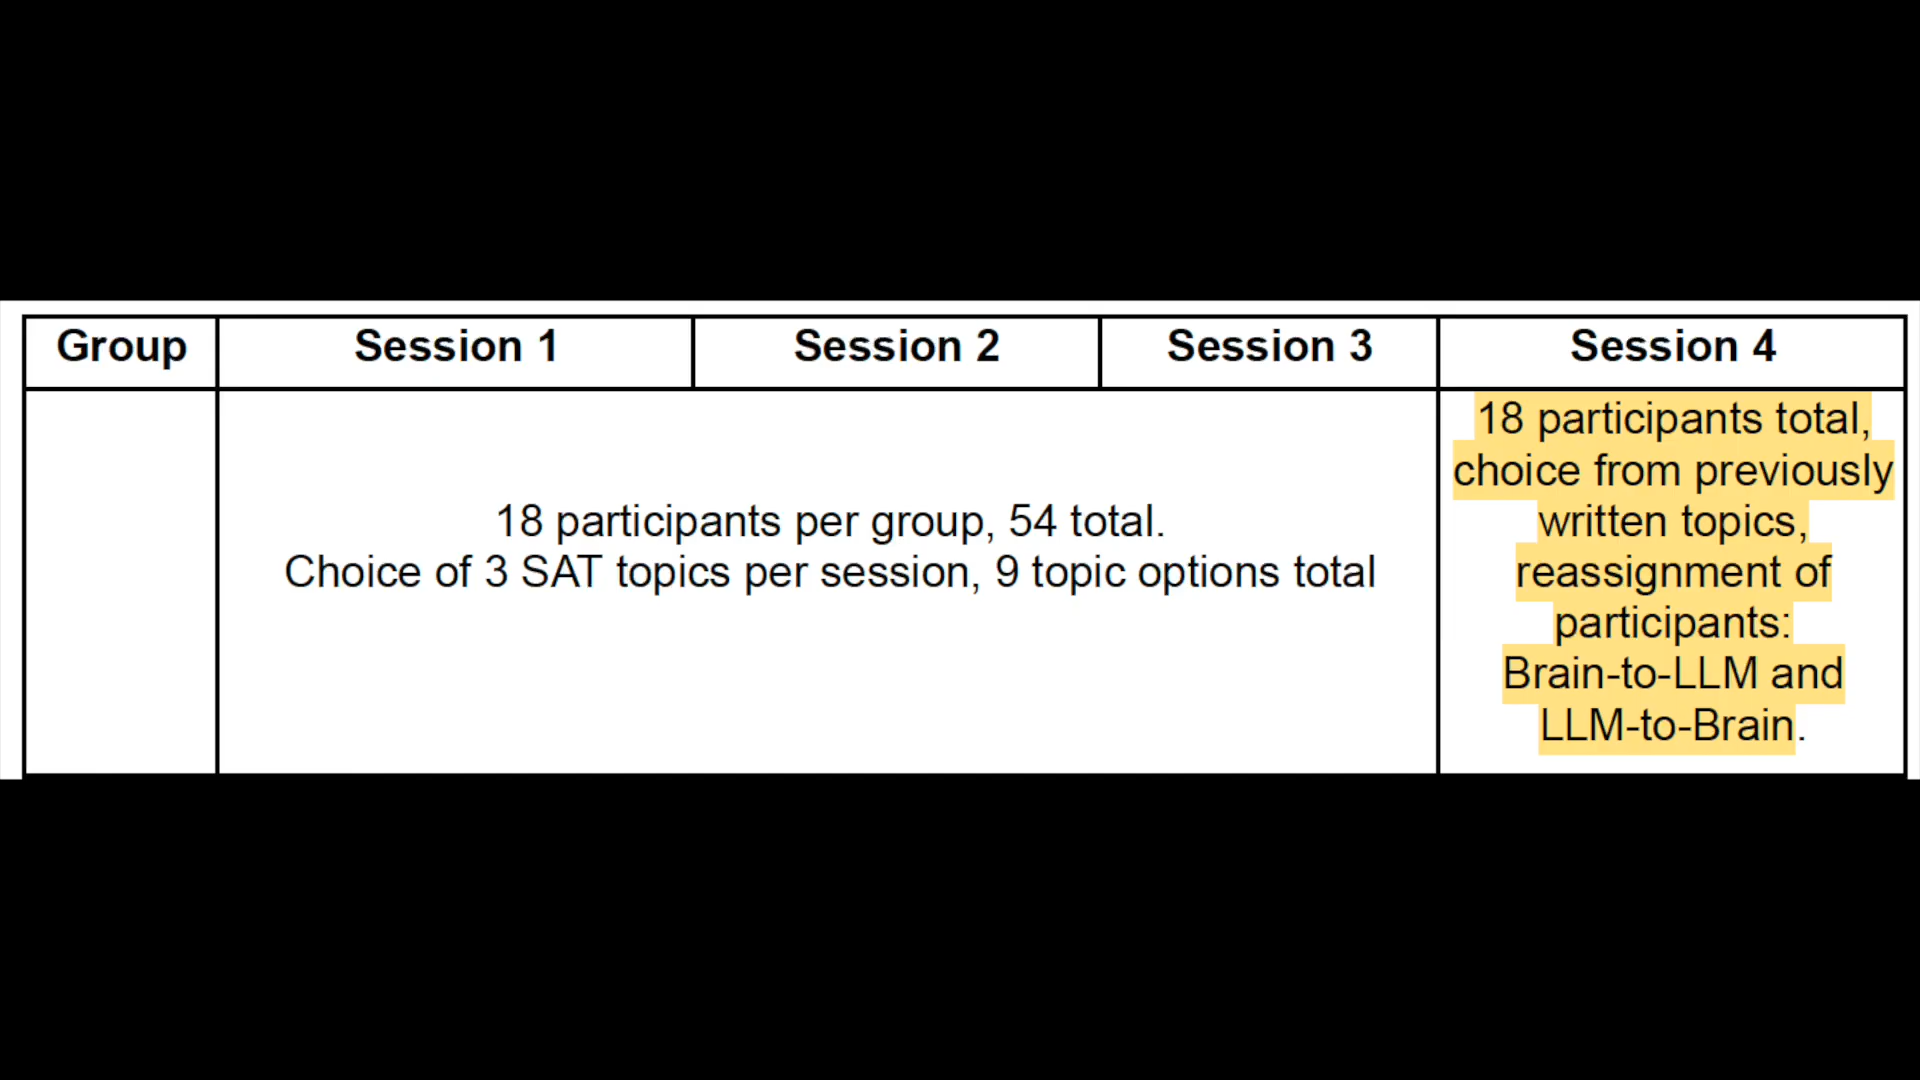 Group Session 1 Session 2 Session 3 Session 4
18 participants per group, 54 total.
Choice of 3 SAT topics per session, 9 topic options total
18 participants total,
choice from previously
written topics,
reassignment of
participants:
Brain-to-LLM and
LLM-to-Brain.